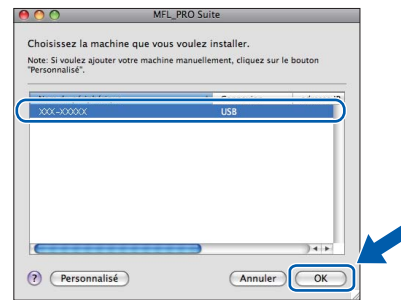 MFL_PRO Suite
Choisissez la machine que vous voulez installer.
Note: Si voulez ajouter votre machine manuellement, cliquez sur le bouton
"Personnalisé".
XXX-XXXXX USB
? Personnalisé Annuler OK